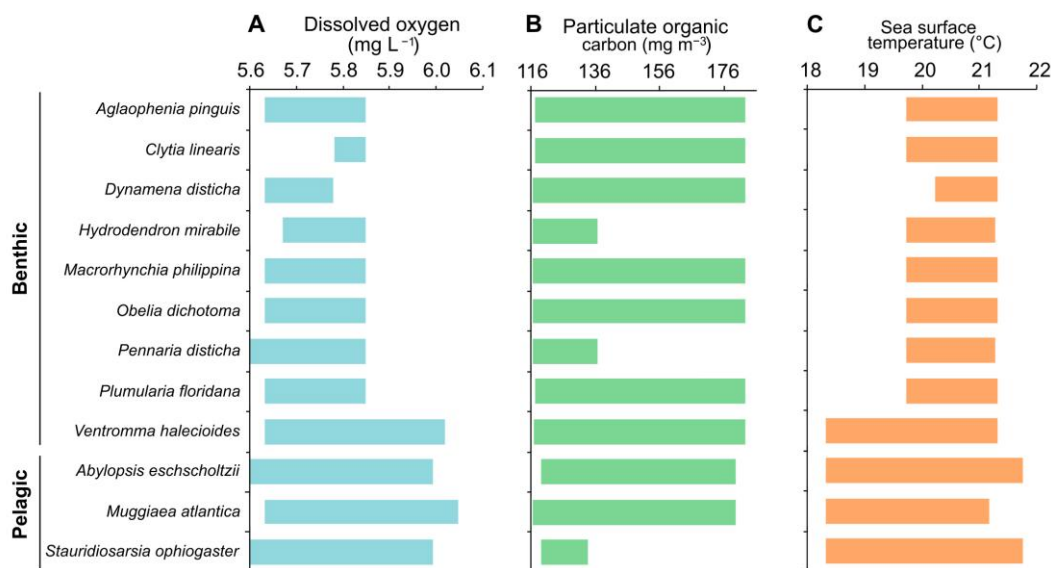 A Dissolved oxygen
(mg L⁻¹)
5.6 5.7 5.8 5.9 6.0 6.1
B Particulate organic
carbon (mg m⁻³)
116 136 156 176
C Sea surface
temperature (°C)
18 19 20 21 22
Benthic
Aglaophenia pinguis
Clytia linearis
Dynamena disticha
Hydrodendron mirabile
Macrorhynchia philippina
Obelia dichotoma
Pennaria disticha
Plumularia floridana
Ventromma halecioides
Pelagic
Abylopsis eschscholtzii
Muggiaea atlantica
Stauridiosarsia ophiogaster